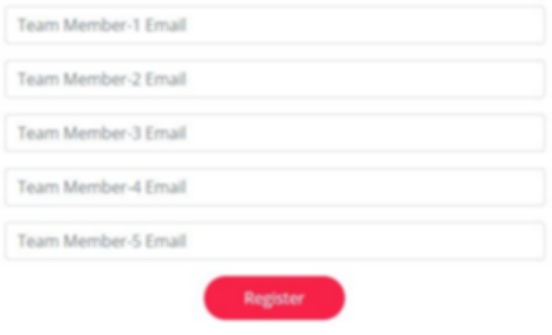 Team Member-1 Email
Team Member-2 Email
Team Member-3 Email
Team Member-4 Email
Team Member-5 Email
Register